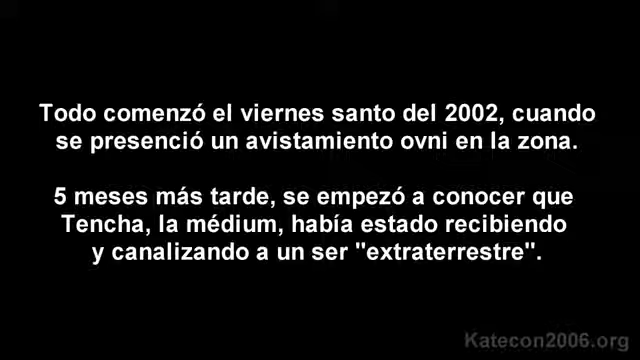 Todo comenzó el viernes santo del 2002, cuando
se presenció un avistamiento ovni en la zona.
5 meses más tarde, se empezó a conocer que
Tencha, la médium, había estado recibiendo
y canalizando a un ser "extraterrestre".
Katecon2006.org